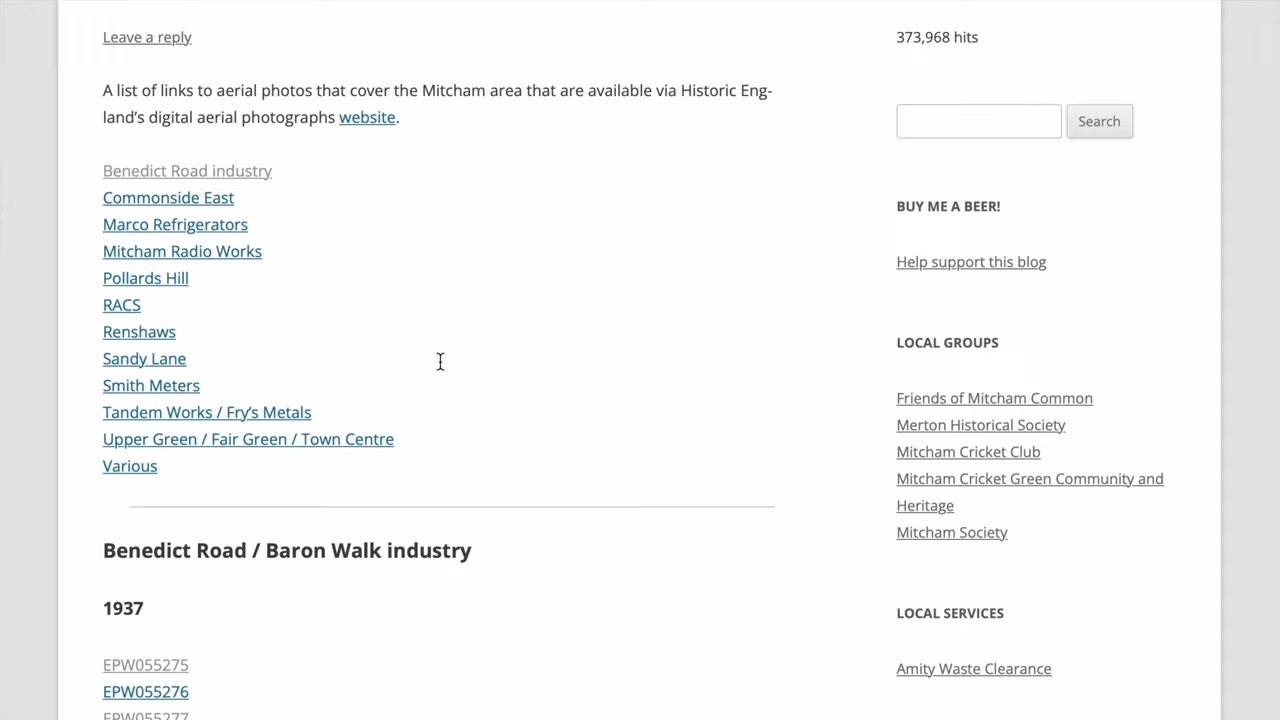 Leave a reply
A list of links to aerial photos that cover the Mitcham area that are available via Historic Eng-
land's digital aerial photographs website.
Benedict Road industry
Commonside East
Marco Refrigerators
Mitcham Radio Works
Pollards Hill
RACS
Renshaws
Sandy Lane
Smith Meters
Tandem Works / Fry's Metals
Upper Green / Fair Green / Town Centre
Various
Benedict Road / Baron Walk industry
1937
EPW055275
EPW055276
EPW055277
373,968 hits
Search
BUY ME A BEER!
Help support this blog
LOCAL GROUPS
Friends of Mitcham Common
Merton Historical Society
Mitcham Cricket Club
Mitcham Cricket Green Community and
Heritage
Mitcham Society
LOCAL SERVICES
Amity Waste Clearance